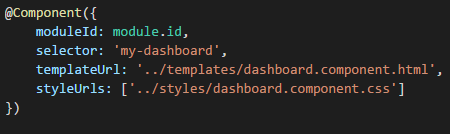 @Component({
    moduleId: module.id,
    selector: 'my-dashboard',
    templateUrl: '../templates/dashboard.component.html',
    styleUrls: ['../styles/dashboard.component.css']
})